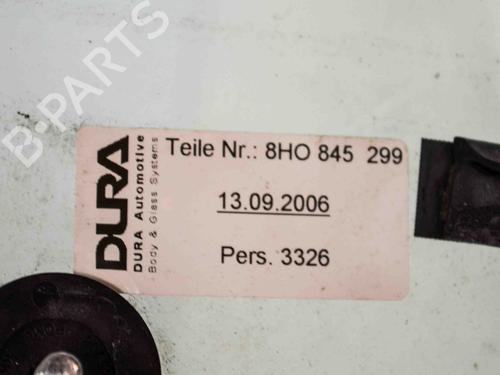 B-PARTS
DURA
DURA Automotive
Body & Glass Systems
Teile Nr.: 8HO 845 299
13.09.2006
Pers. 3326